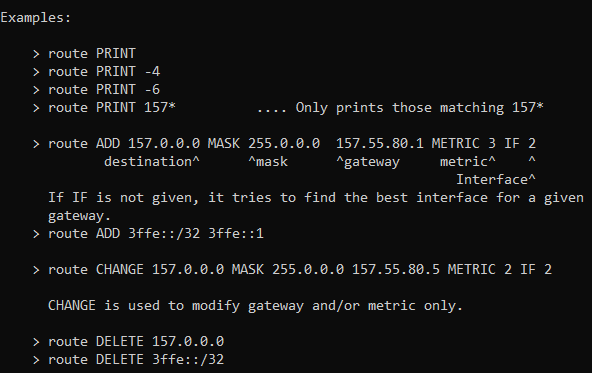 Examples:
> route PRINT
> route PRINT -4
> route PRINT -6
> route PRINT 157*          .... Only prints those matching 157*
> route ADD 157.0.0.0 MASK 255.0.0.0  157.55.80.1 METRIC 3 IF 2
         destination^      ^mask      ^gateway     metric^    ^
                                                     Interface^
  If IF is not given, it tries to find the best interface for a given
  gateway.
> route ADD 3ffe::/32 3ffe::1
> route CHANGE 157.0.0.0 MASK 255.0.0.0 157.55.80.5 METRIC 2 IF 2
  CHANGE is used to modify gateway and/or metric only.
> route DELETE 157.0.0.0
> route DELETE 3ffe::/32